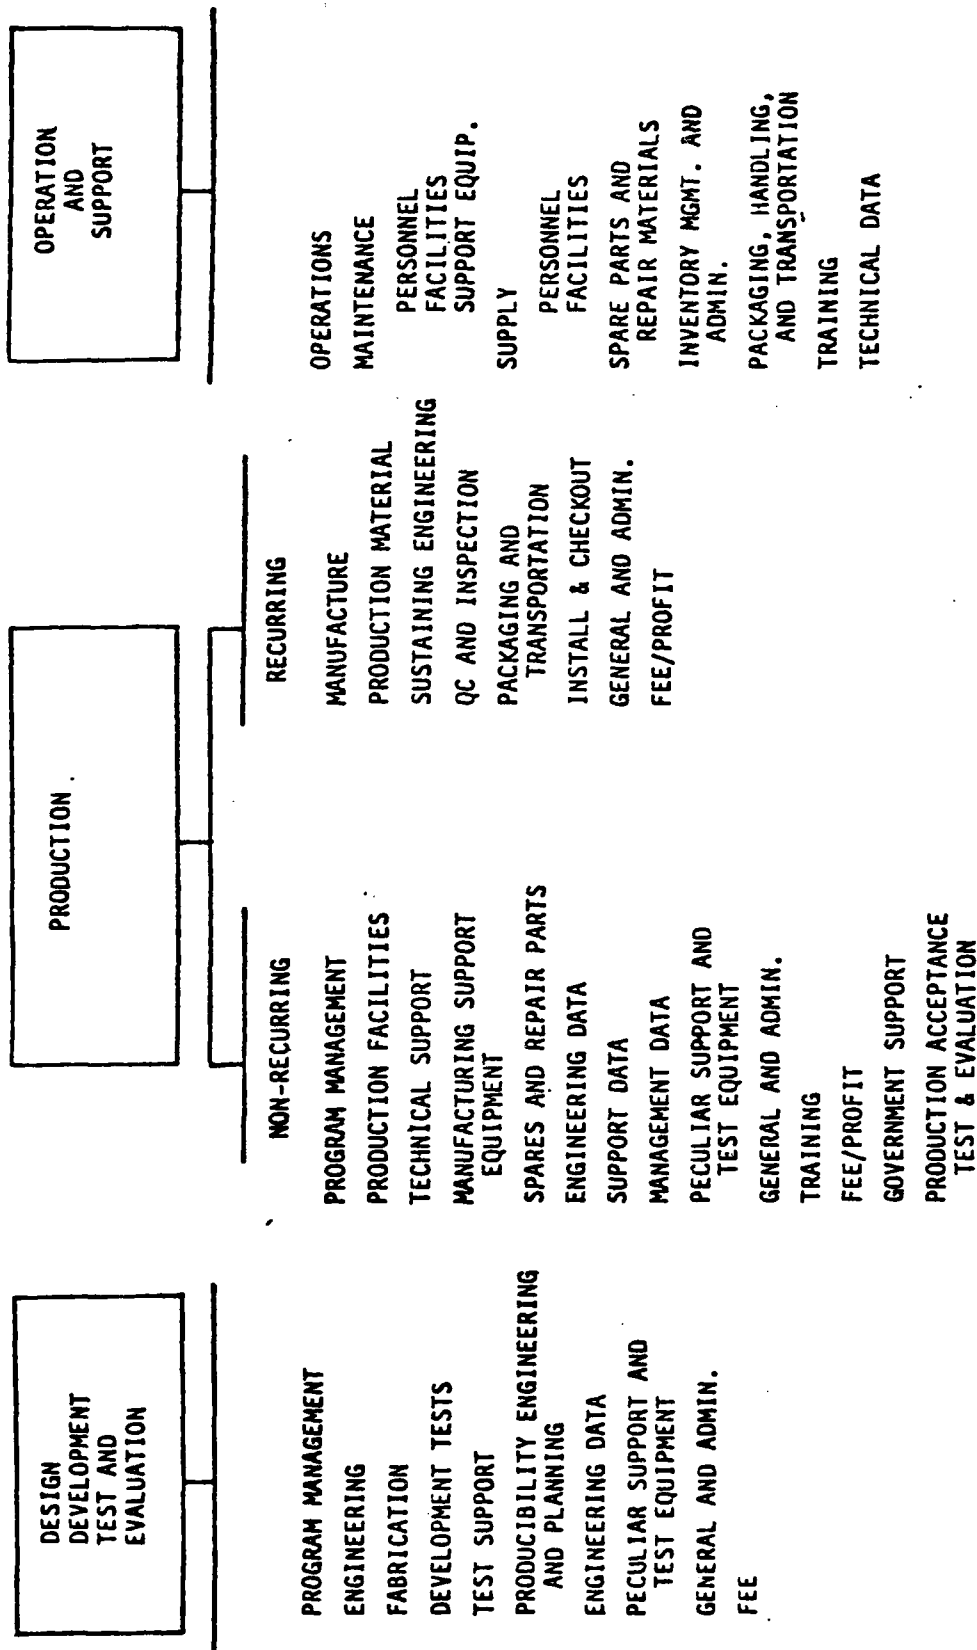 DESIGN
DEVELOPMENT
TEST AND
EVALUATION
PROGRAM MANAGEMENT
ENGINEERING
FABRICATION
DEVELOPMENT TESTS
TEST SUPPORT
PRODUCIBILITY ENGINEERING
AND PLANNING
ENGINEERING DATA
PECULIAR SUPPORT AND
TEST EQUIPMENT
GENERAL AND ADMIN.
FEE
PRODUCTION
NON-RECURRING
PROGRAM MANAGEMENT
PRODUCTION FACILITIES
TECHNICAL SUPPORT
MANUFACTURING SUPPORT
EQUIPMENT
SPARES AND REPAIR PARTS
ENGINEERING DATA
SUPPORT DATA
MANAGEMENT DATA
PECULIAR SUPPORT AND
TEST EQUIPMENT
GENERAL AND ADMIN.
TRAINING
FEE/PROFIT
GOVERNMENT SUPPORT
PRODUCTION ACCEPTANCE
TEST & EVALUATION
RECURRING
MANUFACTURE
PRODUCTION MATERIAL
SUSTAINING ENGINEERING
QC AND INSPECTION
PACKAGING AND
TRANSPORTATION
INSTALL & CHECKOUT
GENERAL AND ADMIN.
FEE/PROFIT
OPERATION
AND
SUPPORT
OPERATIONS
MAINTENANCE
PERSONNEL
FACILITIES
SUPPORT EQUIP.
SUPPLY
PERSONNEL
FACILITIES
SPARE PARTS AND
REPAIR MATERIALS
INVENTORY MGMT. AND
ADMIN.
PACKAGING, HANDLING,
AND TRANSPORTATION
TRAINING
TECHNICAL DATA